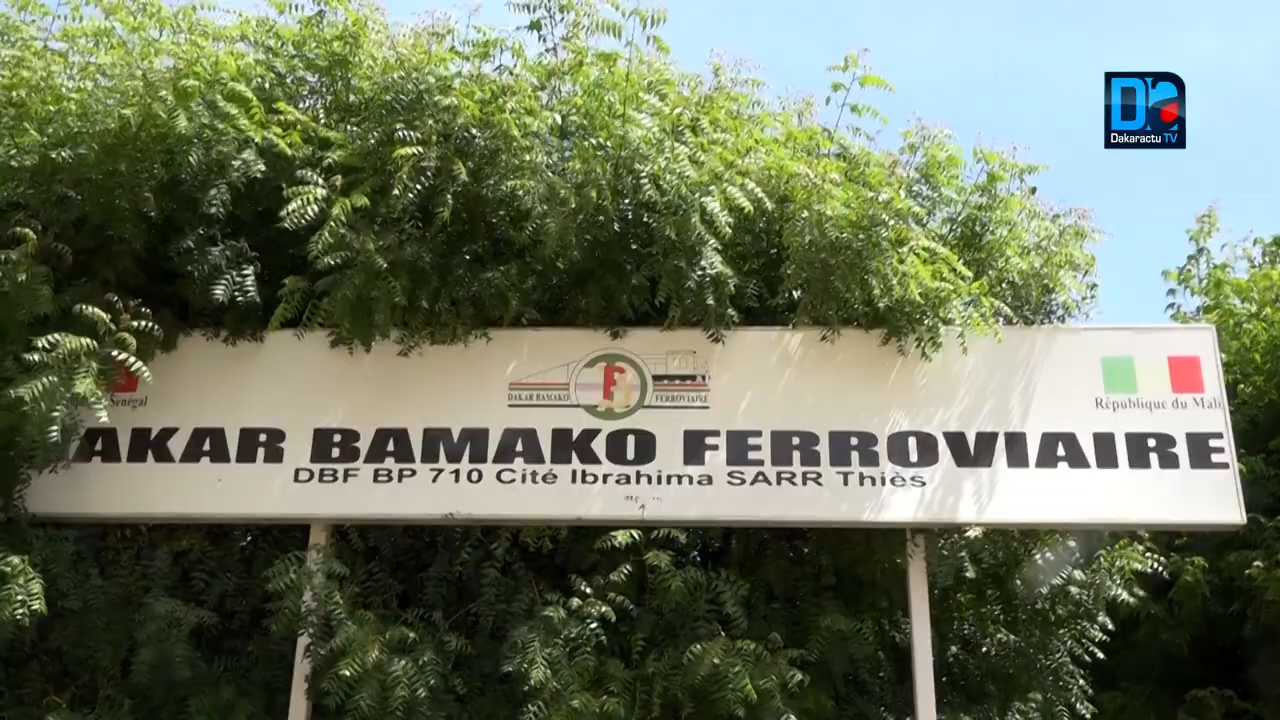 DN
Dakaractu TV
Sénégal
DAKAR BAMAKO FERROVIAIRE
République du Mali
AKAR BAMAKO FERROVIAIRE
DBF BP 710 Cité Ibrahima SARR Thiès